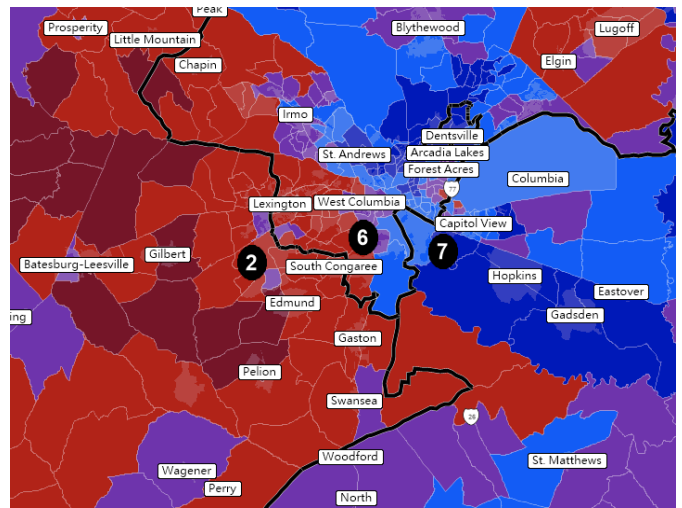 Peak
Prosperity
Blythewood
Lugoff
Little Mountain
Chapin
Elgin
Irmo
Dentsville
St. Andrews
Arcadia Lakes
Forest Acres
Columbia
77
Lexington
West Columbia
Capitol View
6
7
2
Gilbert
Batesburg-Leesville
South Congaree
Hopkins
Eastover
Edmund
Gadsden
ing
Gaston
Pelion
Swansea
26
Woodford
St. Matthews
Wagener
Perry
North